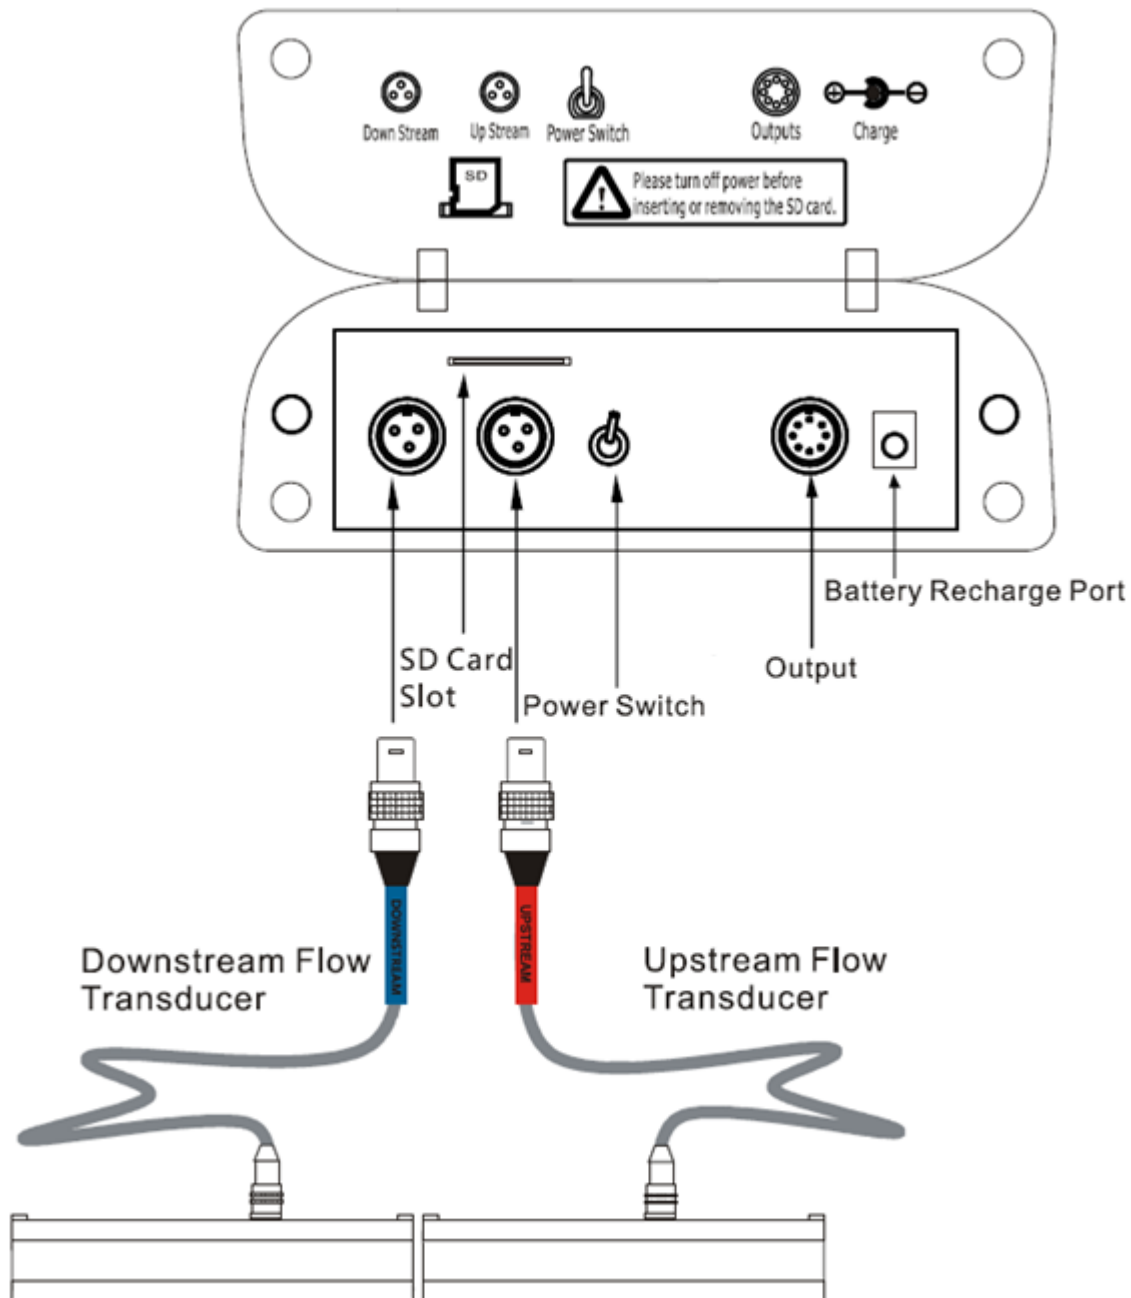 Down Stream
Up Stream
Power Switch
Outputs
Charge
SD
Please turn off power before
inserting or removing the SD card.
Battery Recharge Port
SD Card
Slot
Output
Power Switch
DOWNSTREAM
UPSTREAM
Downstream Flow
Transducer
Upstream Flow
Transducer